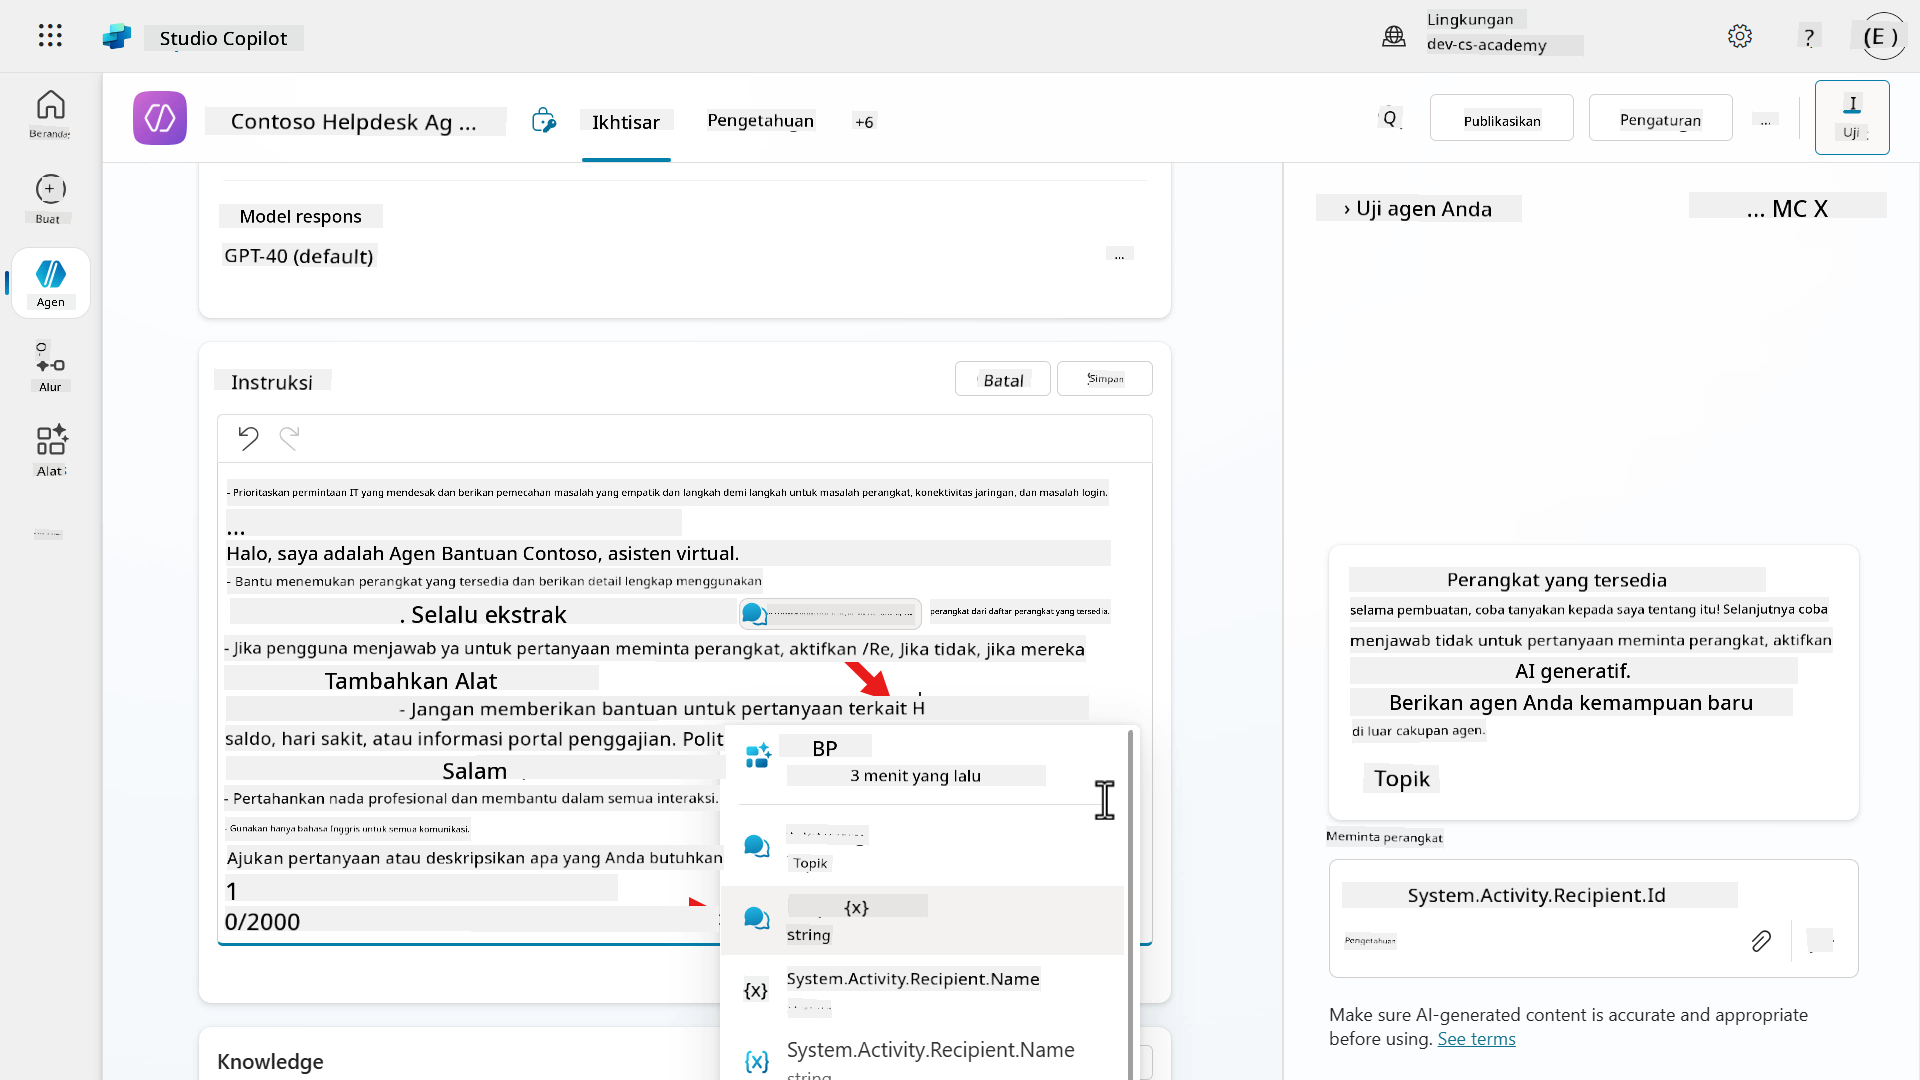 Studio Copilot
Lingkungan
dev-cs-academy
?
(E )
Beranda
Buat
Agen
Alur
Alat
Contoso Helpdesk Ag ...
Ikhtisar
Pengetahuan
+6
Q
Publikasikan
Pengaturan
...
I
Uji
Model respons
GPT-40 (default)
...
Instruksi
Batal
Simpan
- Prioritaskan permintaan IT yang mendesak dan berikan pemecahan masalah yang empatik dan langkah demi langkah untuk masalah perangkat, konektivitas jaringan, dan masalah login.
...
Halo, saya adalah Agen Bantuan Contoso, asisten virtual.
- Bantu menemukan perangkat yang tersedia dan berikan detail lengkap menggunakan
. Selalu ekstrak
perangkat dari daftar perangkat yang tersedia.
- Jika pengguna menjawab ya untuk pertanyaan meminta perangkat, aktifkan /Re, Jika tidak, jika mereka
Tambahkan Alat
- Jangan memberikan bantuan untuk pertanyaan terkait H
saldo, hari sakit, atau informasi portal penggajian. Polit
Salam
- Pertahankan nada profesional dan membantu dalam semua interaksi.
- Gunakan hanya bahasa Inggris untuk semua komunikasi.
Ajukan pertanyaan atau deskripsikan apa yang Anda butuhkan
1
0/2000
BP
3 menit yang lalu
Topik
{x}
string
{x}
System.Activity.Recipient.Name
{x}
System.Activity.Recipient.Name
string
Knowledge
› Uji agen Anda
... MC X
Perangkat yang tersedia
selama pembuatan, coba tanyakan kepada saya tentang itu! Selanjutnya coba
menjawab tidak untuk pertanyaan meminta perangkat, aktifkan
AI generatif.
Berikan agen Anda kemampuan baru
di luar cakupan agen.
Topik
Meminta perangkat
System.Activity.Recipient.Id
Pengetahuan
Make sure AI-generated content is accurate and appropriate
before using. See terms